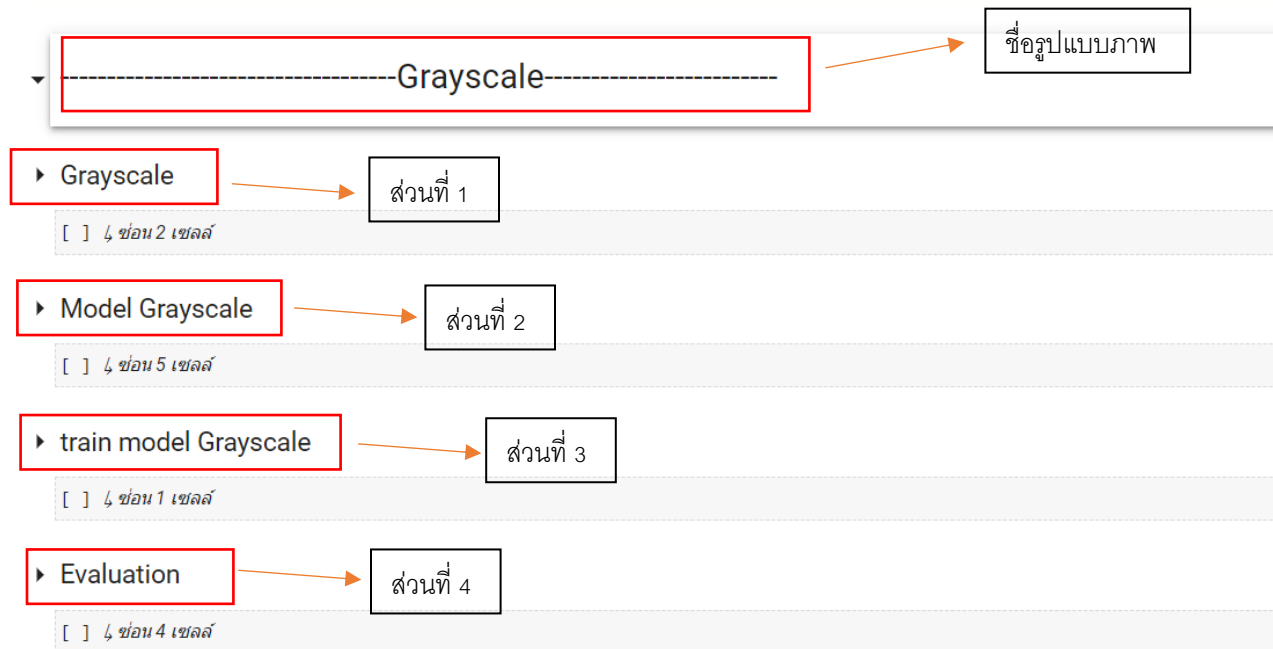 ------------------------------------Grayscale-------------------------
ชื่อรูปแบบภาพ
Grayscale
ส่วนที่ 1
[ ] ↳ ซ่อน 2 เซลล์
Model Grayscale
ส่วนที่ 2
[ ] ↳ ซ่อน 5 เซลล์
train model Grayscale
ส่วนที่ 3
[ ] ↳ ซ่อน 1 เซลล์
Evaluation
ส่วนที่ 4
[ ] ↳ ซ่อน 4 เซลล์